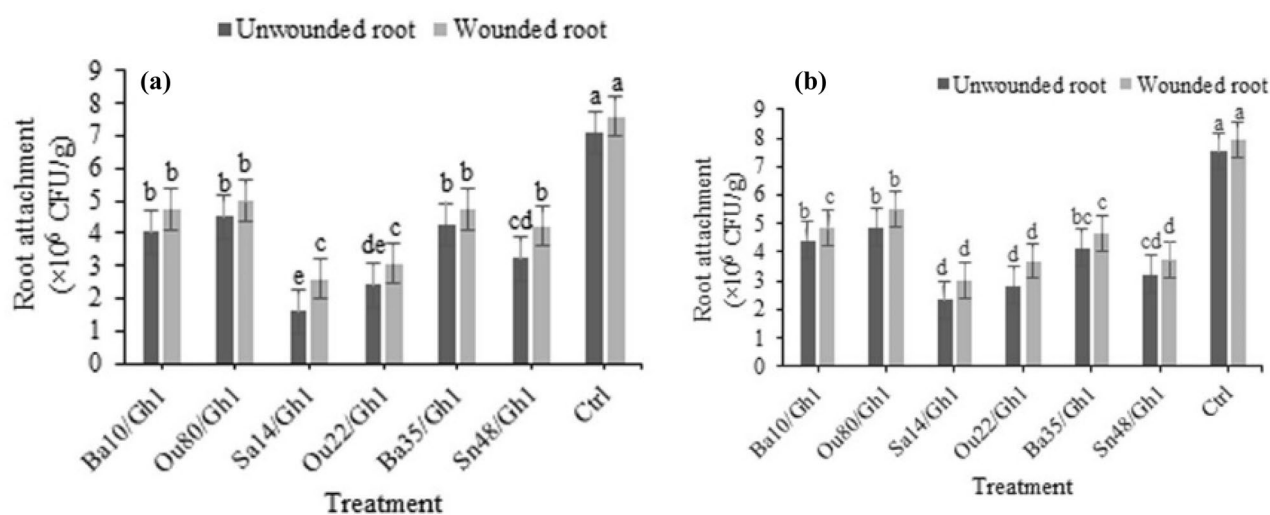 Unwounded root Wounded root
(a)
Root attachment
(×10⁶ CFU/g)
9
8
7
6
5
4
3
2
1
0
b b b b e c de c b b cd b a a
Ba10/Gh1 Ou80/Gh1 Sa14/Gh1 Ou22/Gh1 Ba35/Gh1 Sn48/Gh1 Ctrl
Treatment
(b)
Unwounded root Wounded root
Root attachment
(×10⁶ CFU/g)
9
8
7
6
5
4
3
2
1
0
b c b b d d d d bc c cd d a a
Ba10/Gh1 Ou80/Gh1 Sa14/Gh1 Ou22/Gh1 Ba35/Gh1 Sn48/Gh1 Ctrl
Treatment